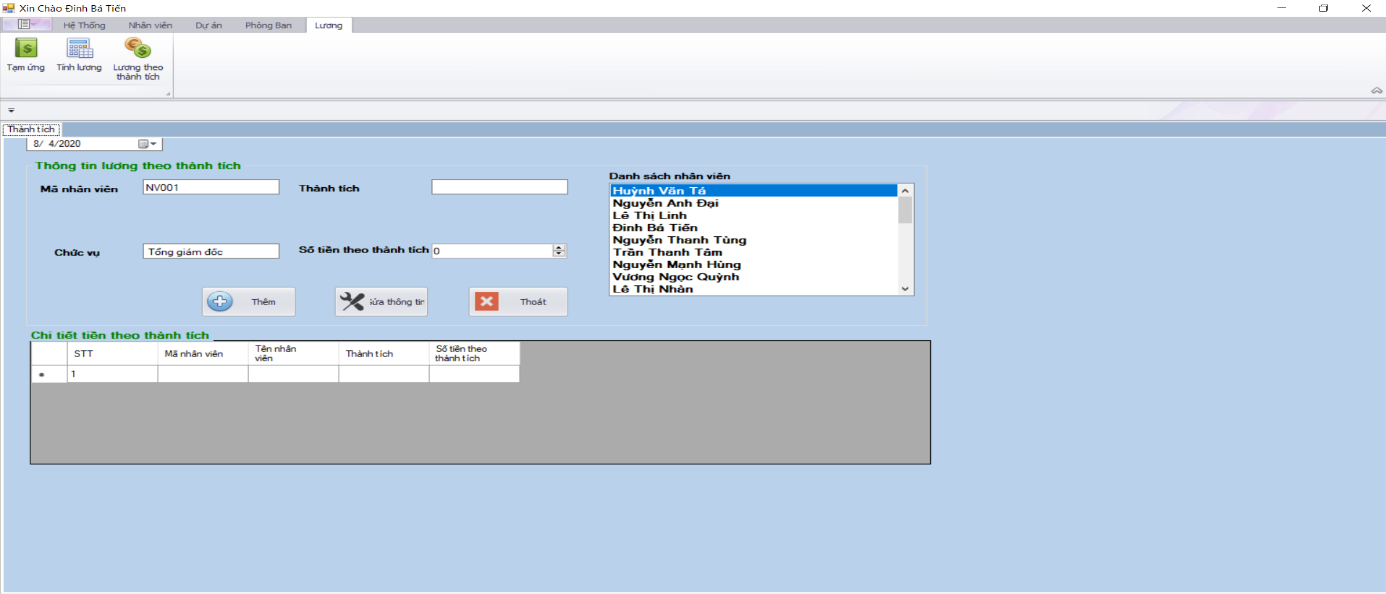 Xin Chào Đinh Bá Tiến
Hệ Thống Nhân viên Dự án Phòng Ban Lương
Tạm ứng Tính lương Lương theo
thành tích
Thành tích
8/ 4/2020
Thông tin lương theo thành tích
Mã nhân viên NV001 Thành tích
Chức vụ Tổng giám đốc Số tiền theo thành tích 0
Thêm ửa thông tin Thoát
Danh sách nhân viên
Huỳnh Văn Tá
Nguyễn Anh Đại
Lê Thị Linh
Đinh Bá Tiến
Nguyễn Thanh Tùng
Trần Thanh Tâm
Nguyễn Mạnh Hùng
Vương Ngọc Quỳnh
Lê Thị Nhàn
Chi tiết tiền theo thành tích
STT Mã nhân viên Tên nhân
viên Thành tích Số tiền theo
thành tích
1